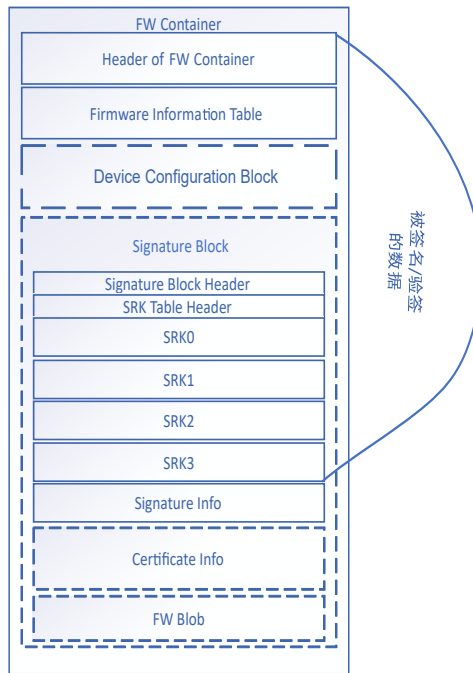 FW Container
Header of FW Container
Firmware Information Table
Device Configuration Block
Signature Block
Signature Block Header
SRK Table Header
SRK0
SRK1
SRK2
SRK3
Signature Info
Certificate Info
FW Blob
被签名/验签
的数据